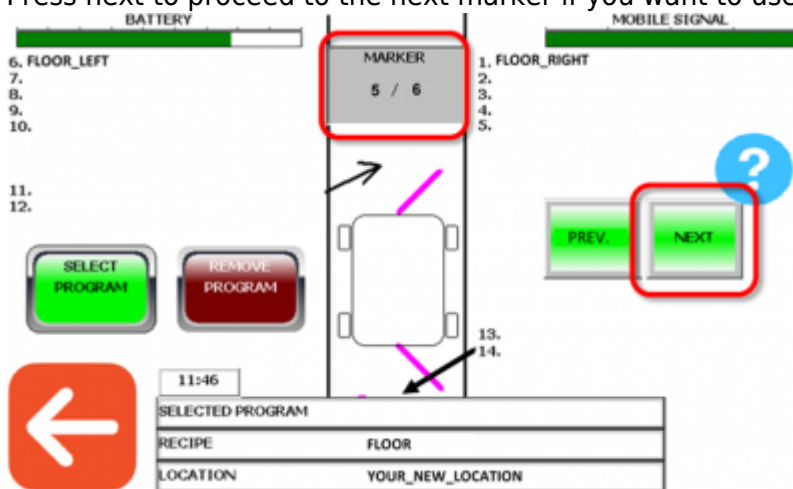 Press next to proceed to the next marker if you want to use
BATTERY
MOBILE SIGNAL
6. FLOOR_LEFT
7.
8.
9.
10.
11.
12.
MARKER
5 / 6
1. FLOOR_RIGHT
2.
3.
4.
5.
?
PREV.
NEXT
SELECT
PROGRAM
REMOVE
PROGRAM
13.
14.
11:46
SELECTED PROGRAM
RECIPE FLOOR
LOCATION YOUR_NEW_LOCATION